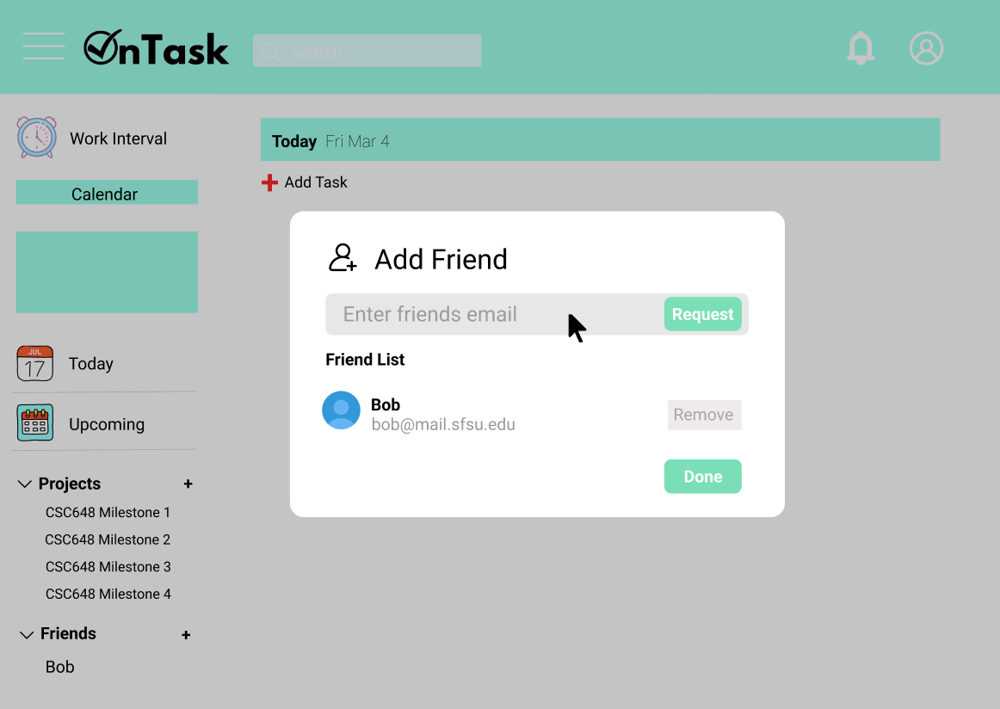 OnTask
Search
Work Interval
Calendar
JUL
17
Today
Upcoming
Projects +
CSC648 Milestone 1
CSC648 Milestone 2
CSC648 Milestone 3
CSC648 Milestone 4
Friends +
Bob
Today Fri Mar 4
Add Task
Add Friend
Enter friends email
Request
Friend List
Bob
bob@mail.sfsu.edu
Remove
Done